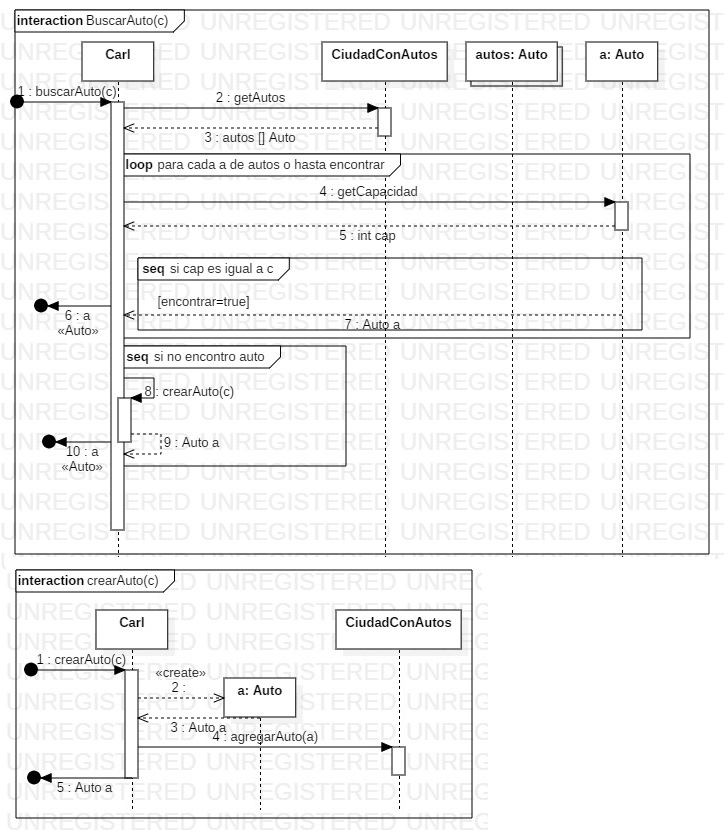 interaction BuscarAuto(c)
Carl
CiudadConAutos
autos: Auto
a: Auto
1 : buscarAuto(c)
2 : getAutos
3 : autos [] Auto
loop para cada a de autos o hasta encontrar
4 : getCapacidad
5 : int cap
seq si cap es igual a c
[encontrar=true]
6 : a
«Auto»
7 : Auto a
seq si no encontro auto
8 : crearAuto(c)
9 : Auto a
10 : a
«Auto»
interaction crearAuto(c)
Carl
CiudadConAutos
1 : crearAuto(c)
«create»
2 :
a: Auto
3 : Auto a
4 : agregarAuto(a)
5 : Auto a
UNREGISTERED